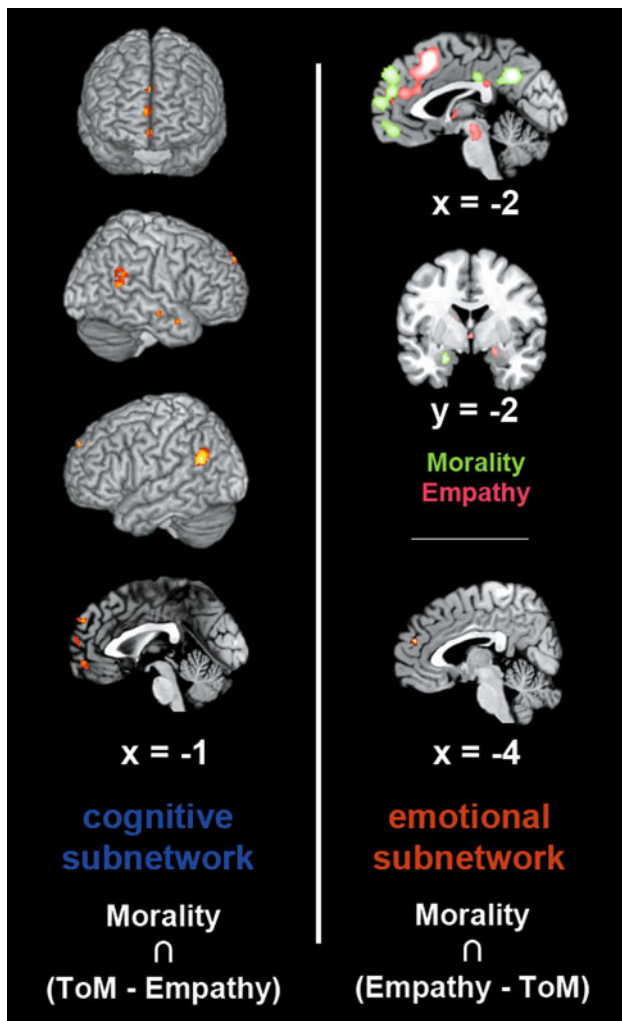 x = -1
cognitive
subnetwork
Morality
∩
(ToM - Empathy)
x = -2
y = -2
Morality
Empathy
x = -4
emotional
subnetwork
Morality
∩
(Empathy - ToM)